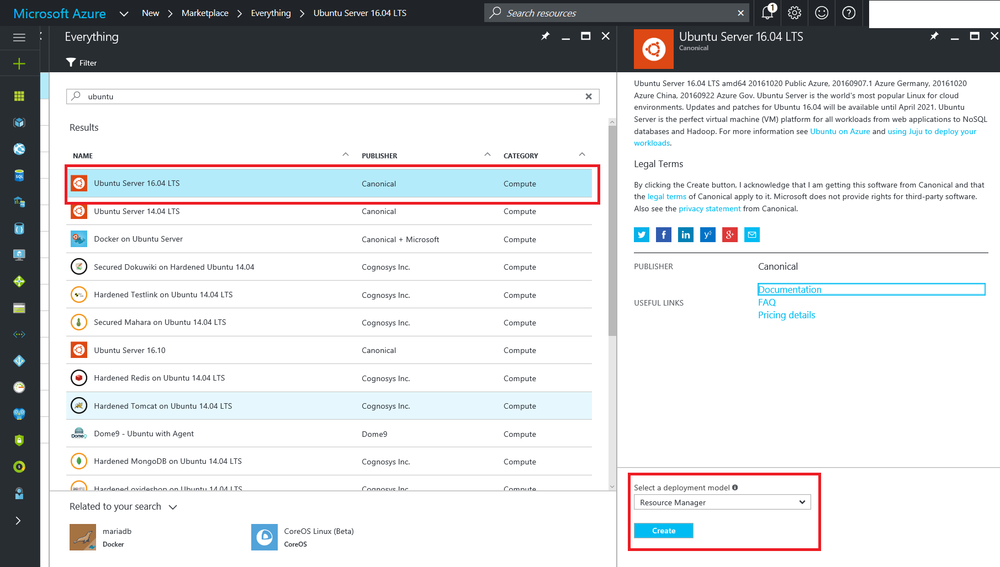 Microsoft Azure
New
Marketplace
Everything
Ubuntu Server 16.04 LTS
Search resources
1
Everything
Filter
ubuntu
Results
NAME
PUBLISHER
CATEGORY
Ubuntu Server 16.04 LTS
Canonical
Compute
Ubuntu Server 14.04 LTS
Canonical
Compute
Docker on Ubuntu Server
Canonical + Microsoft
Compute
Secured Dokuwiki on Hardened Ubuntu 14.04
Cognosys Inc.
Compute
Hardened Testlink on Ubuntu 14.04 LTS
Cognosys Inc.
Compute
Secured Mahara on Ubuntu 14.04 LTS
Cognosys Inc.
Compute
Ubuntu Server 16.10
Canonical
Compute
Hardened Redis on Ubuntu 14.04 LTS
Cognosys Inc.
Compute
Hardened Tomcat on Ubuntu 14.04 LTS
Cognosys Inc.
Compute
Dome9
Dome9 - Ubuntu with Agent
Dome9
Compute
Hardened MongoDB on Ubuntu 14.04 LTS
Cognosys Inc.
Compute
Hardened oxideshop on Ubuntu 14.04 LTS
Cognosys Inc.
Compute
Related to your search
mariadb
Docker
CoreOS Linux (Beta)
CoreOS
SQL
Ubuntu Server 16.04 LTS
Canonical
Ubuntu Server 16.04 LTS amd64 20161020 Public Azure, 20160907.1 Azure Germany, 20161020
Azure China, 20160922 Azure Gov. Ubuntu Server is the world's most popular Linux for cloud
environments. Updates and patches for Ubuntu 16.04 will be available until April 2021. Ubuntu
Server is the perfect virtual machine (VM) platform for all workloads from web applications to NoSQL
databases and Hadoop. For more information see Ubuntu on Azure and using Juju to deploy your
workloads.
Legal Terms
By clicking the Create button, I acknowledge that I am getting this software from Canonical and that
the legal terms of Canonical apply to it. Microsoft does not provide rights for third-party software.
Also see the privacy statement from Canonical.
PUBLISHER
Canonical
USEFUL LINKS
Documentation
FAQ
Pricing details
Select a deployment model
Resource Manager
Create